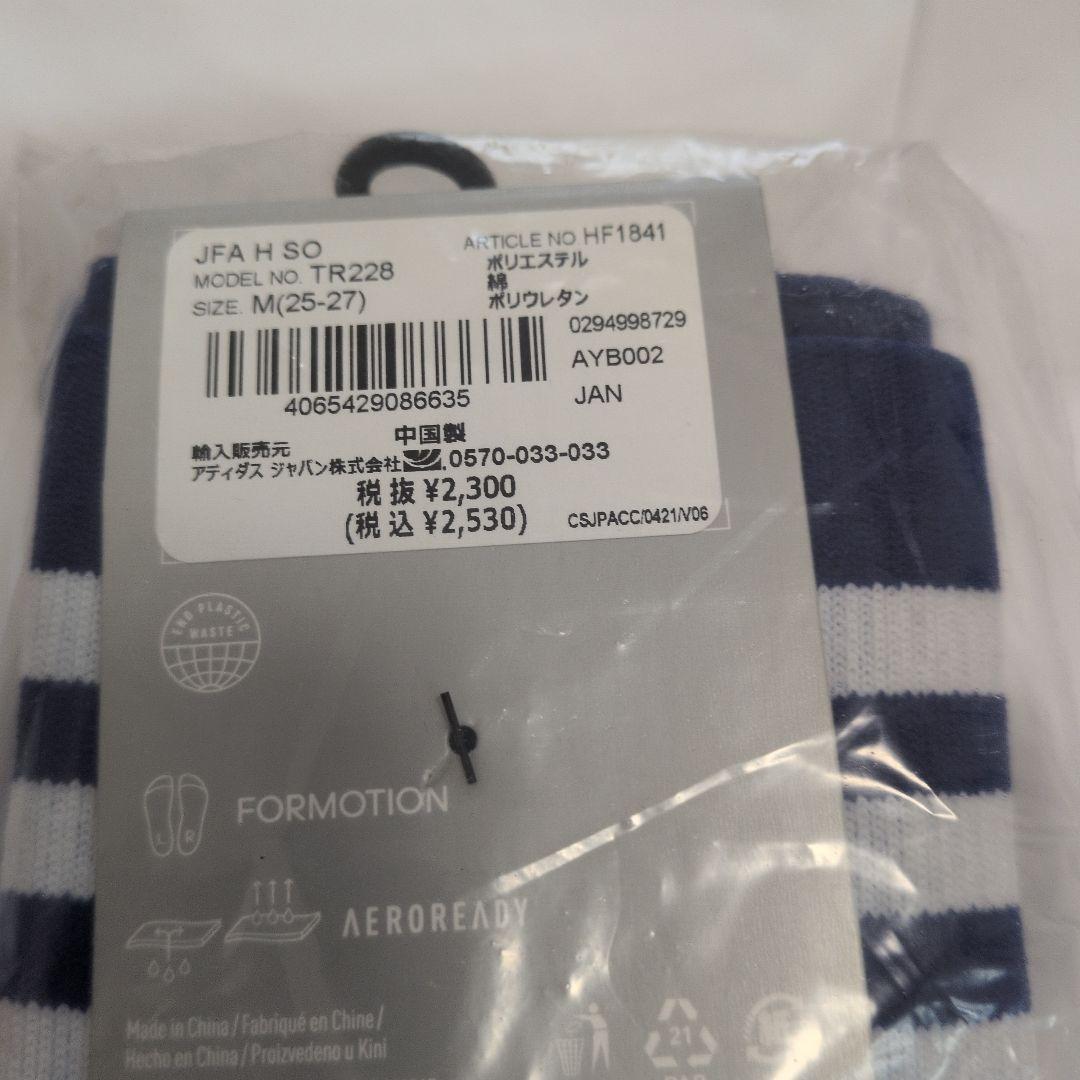 JFA H SO
ARTICLE NO. HF1841
MODEL NO. TR228
ポリエステル
綿
SIZE. M(25-27)
ポリウレタン
0294998729
AYB002
JAN
4065429086635
中国製
輸入販売元
アディダス ジャパン株式会社 .0570-033-033
税 抜 ¥2,300
(税 込 ¥2,530)
CSJPACC/0421/V06
END PLASTIC
WASTE
L R
FORMOTION
AEROREADY
Made in China / Fabriqué en Chine /
Hecho en China / Proizvedeno u Kini
21
PAP